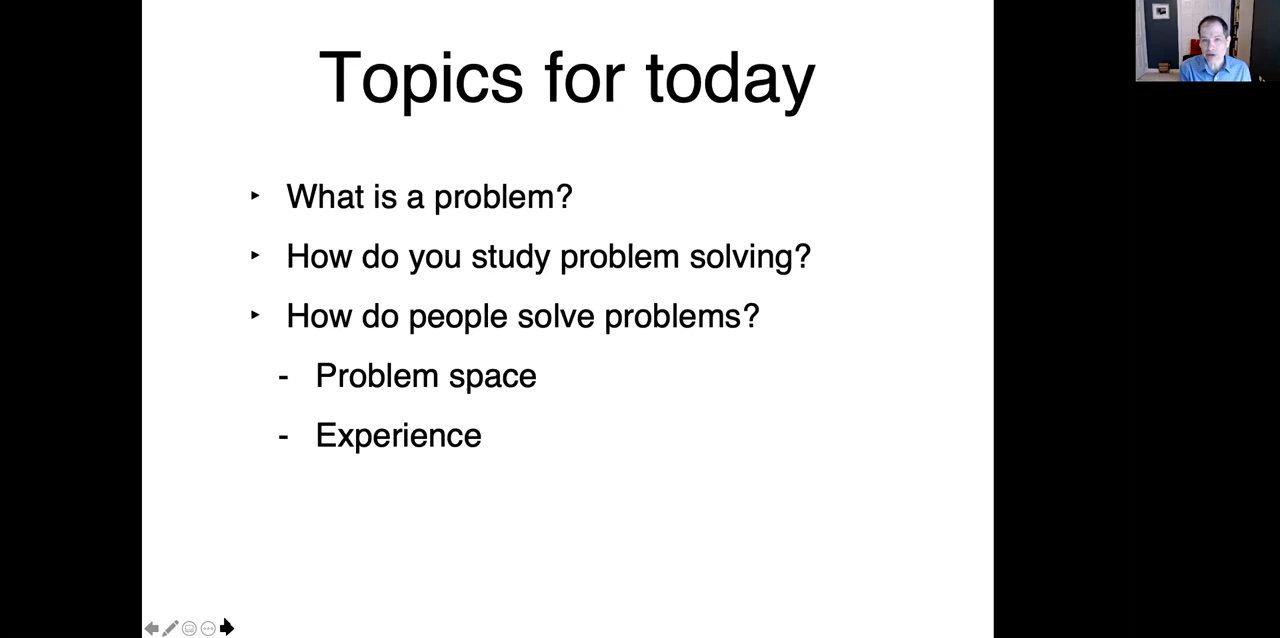 Topics for today
‣ What is a problem?
‣ How do you study problem solving?
‣ How do people solve problems?
- Problem space
- Experience